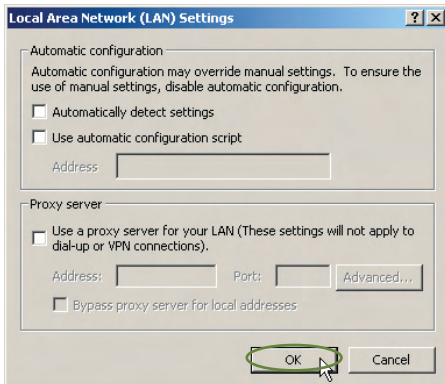 Local Area Network (LAN) Settings
Automatic configuration
Automatic configuration may override manual settings. To ensure the
use of manual settings, disable automatic configuration.
Automatically detect settings
Use automatic configuration script
Address
Proxy server
Use a proxy server for your LAN (These settings will not apply to
dial-up or VPN connections).
Address: Port: Advanced...
Bypass proxy server for local addresses
OK Cancel